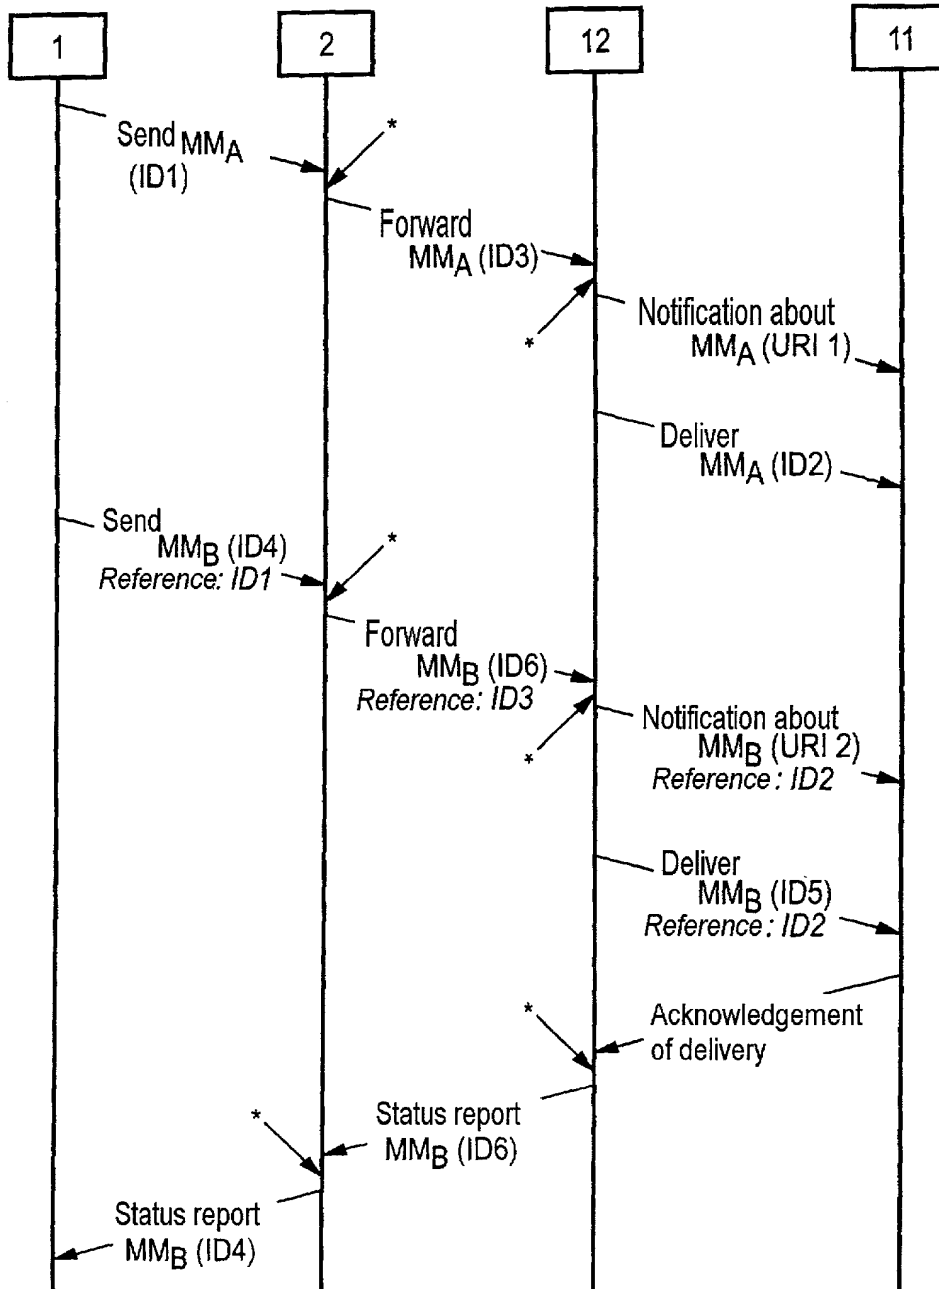 1 2 12 11
*
Send MMA
(ID1)
Forward
MMA (ID3)
*
Notification about
MMA (URI 1)
Deliver
MMA (ID2)
Send
MMB (ID4)
Reference: ID1
*
Forward
MMB (ID6)
Reference: ID3
*
Notification about
MMB (URI 2)
Reference: ID2
Deliver
MMB (ID5)
Reference: ID2
*
Acknowledgement
of delivery
*
Status report
MMB (ID6)
Status report
MMB (ID4)